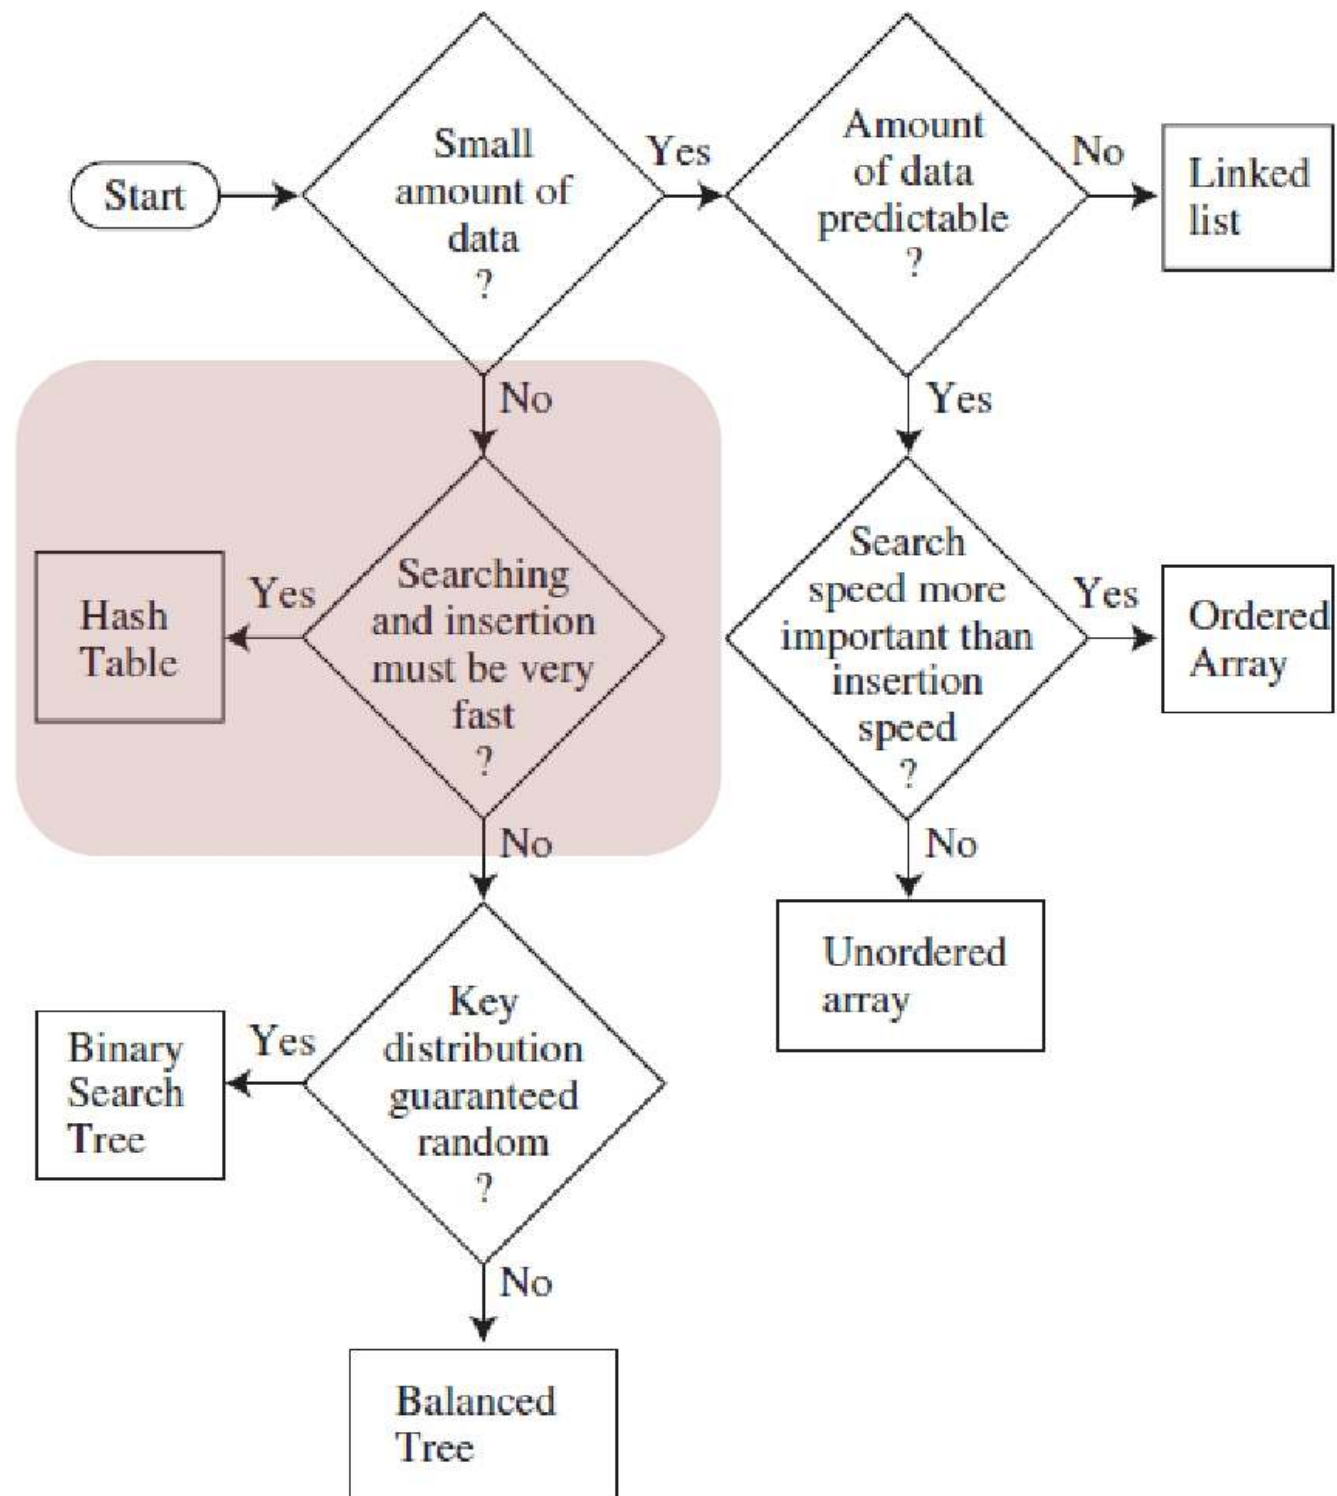 Start
Small
amount of
data
?
Yes
Amount
of data
predictable
?
No
Linked
list
No
Yes
Hash
Table
Yes
Searching
and insertion
must be very
fast
?
Search
speed more
important than
insertion
speed
?
Yes
Ordered
Array
No
No
Unordered
array
Binary
Search
Tree
Yes
Key
distribution
guaranteed
random
?
No
Balanced
Tree